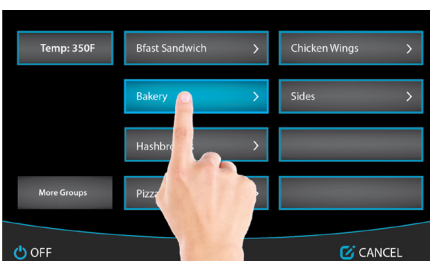 Temp: 350F
Bfast Sandwich
Chicken Wings
Bakery
Sides
More Groups
OFF
CANCEL